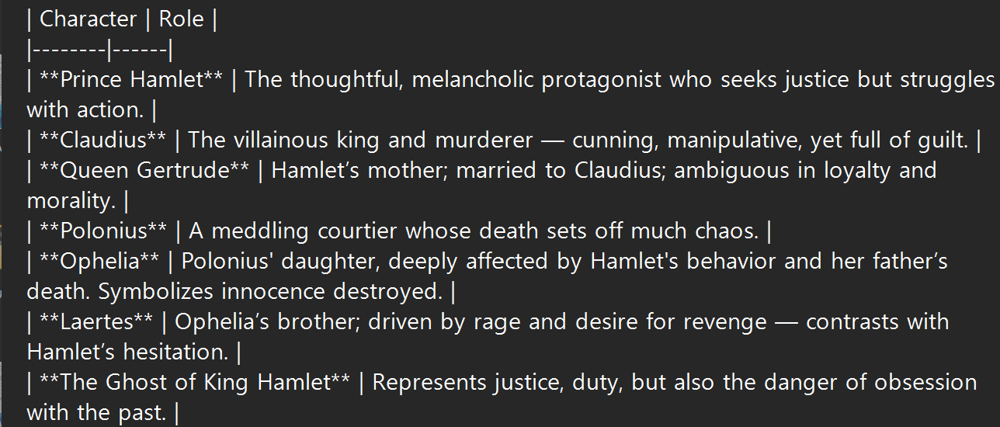 | Character | Role |
|--------|------|
| **Prince Hamlet** | The thoughtful, melancholic protagonist who seeks justice but struggles
with action. |
| **Claudius** | The villainous king and murderer — cunning, manipulative, yet full of guilt. |
| **Queen Gertrude** | Hamlet’s mother; married to Claudius; ambiguous in loyalty and
morality. |
| **Polonius** | A meddling courtier whose death sets off much chaos. |
| **Ophelia** | Polonius' daughter, deeply affected by Hamlet's behavior and her father’s
death. Symbolizes innocence destroyed. |
| **Laertes** | Ophelia’s brother; driven by rage and desire for revenge — contrasts with
Hamlet’s hesitation. |
| **The Ghost of King Hamlet** | Represents justice, duty, but also the danger of obsession
with the past. |